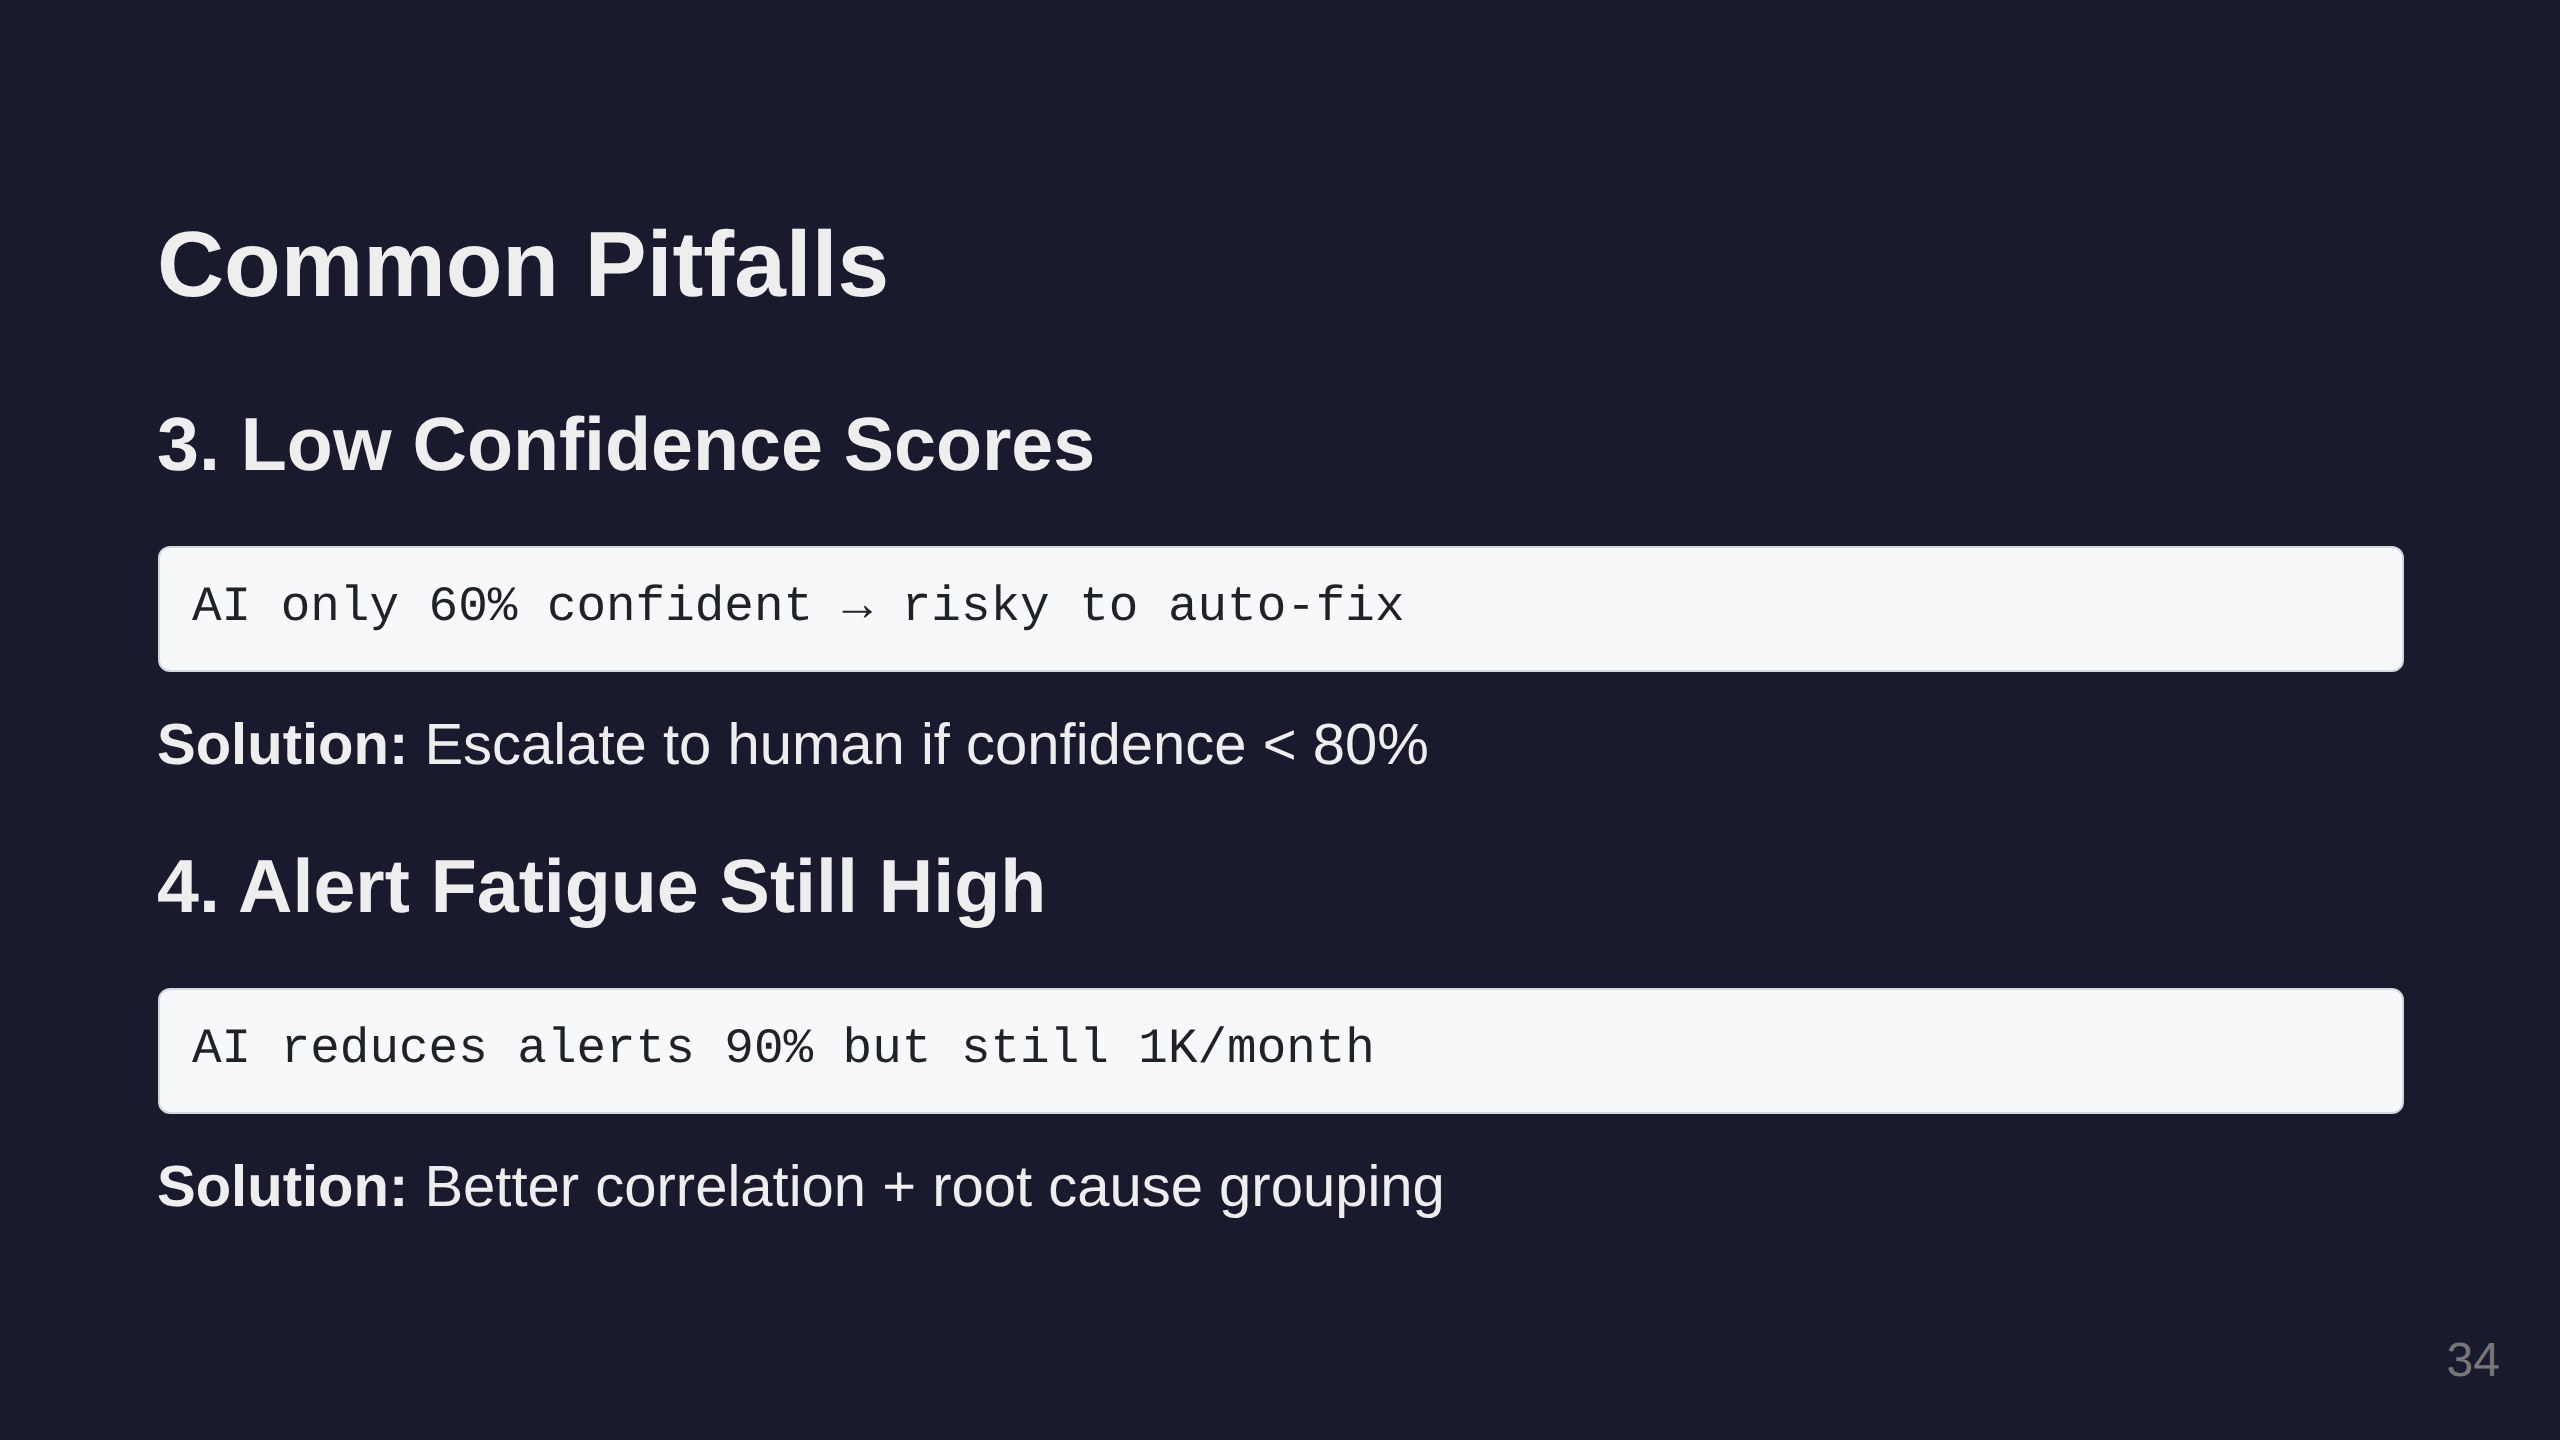 Common Pitfalls
3. Low Confidence Scores
AI only 60% confident → risky to auto-fix
Solution: Escalate to human if confidence < 80%
4. Alert Fatigue Still High
AI reduces alerts 90% but still 1K/month
Solution: Better correlation + root cause grouping
34